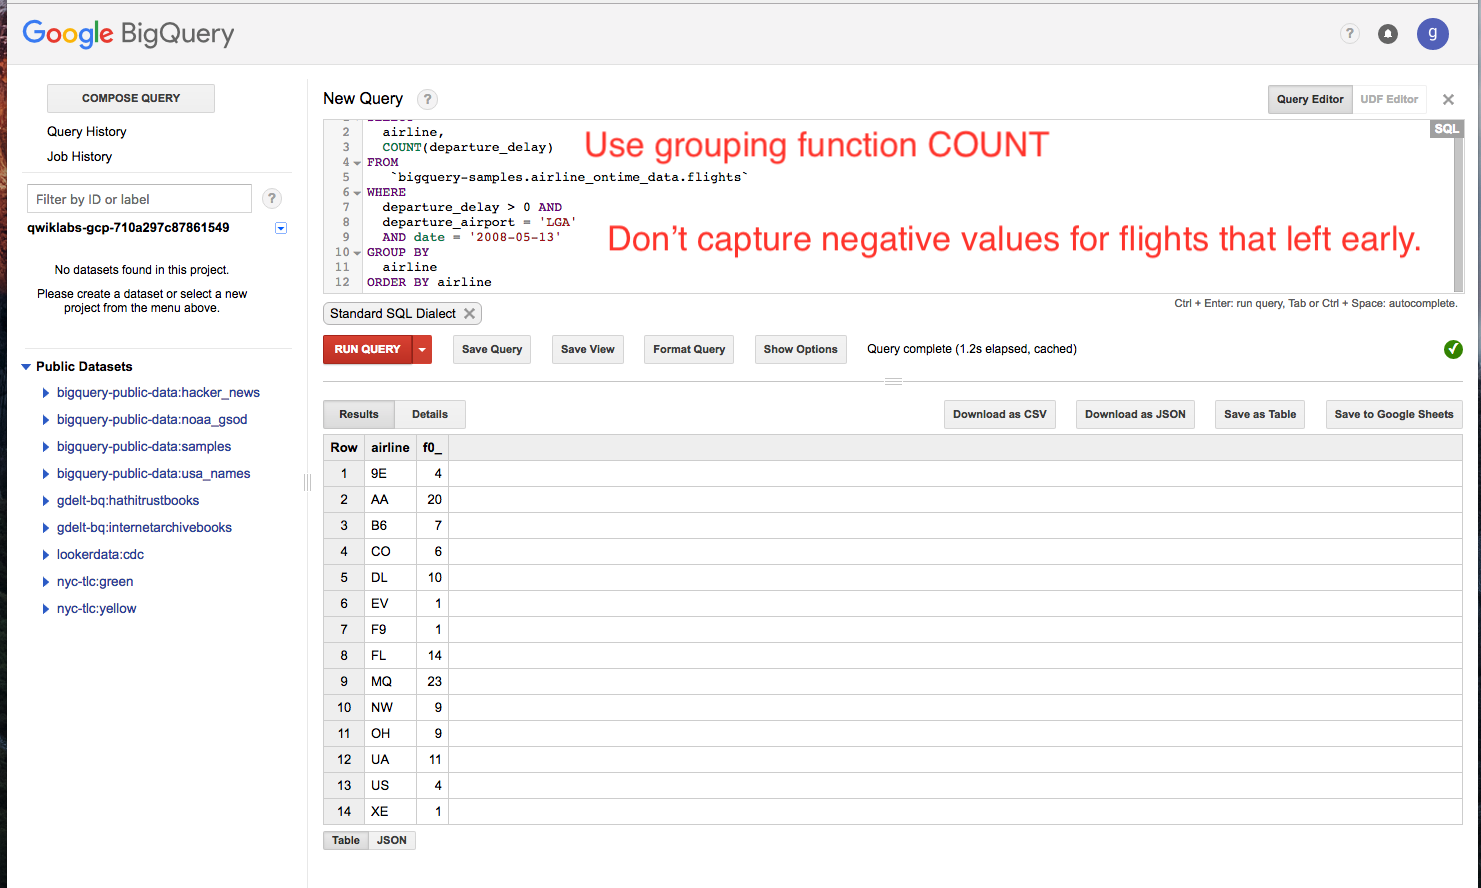 Google BigQuery
? g
COMPOSE QUERY
Query History
Job History
Filter by ID or label ?
qwiklabs-gcp-710a297c87861549
No datasets found in this project.
Please create a dataset or select a new
project from the menu above.
Public Datasets
bigquery-public-data:hacker_news
bigquery-public-data:noaa_gsod
bigquery-public-data:samples
bigquery-public-data:usa_names
gdelt-bq:hathitrustbooks
gdelt-bq:internetarchivebooks
lookerdata:cdc
nyc-tlc:green
nyc-tlc:yellow
New Query ? Query Editor UDF Editor
SQL
2 airline,
3 COUNT(departure_delay)
4 FROM
5 `bigquery-samples.airline_ontime_data.flights`
6 WHERE
7 departure_delay > 0 AND
8 departure_airport = 'LGA'
9 AND date = '2008-05-13'
10 GROUP BY
11 airline
12 ORDER BY airline
Use grouping function COUNT
Don’t capture negative values for flights that left early.
Ctrl + Enter: run query, Tab or Ctrl + Space: autocomplete.
Standard SQL Dialect
RUN QUERY Save Query Save View Format Query Show Options Query complete (1.2s elapsed, cached)
Results Details Download as CSV Download as JSON Save as Table Save to Google Sheets
Row airline f0_
1 9E 4
2 AA 20
3 B6 7
4 CO 6
5 DL 10
6 EV 1
7 F9 1
8 FL 14
9 MQ 23
10 NW 9
11 OH 9
12 UA 11
13 US 4
14 XE 1
Table JSON